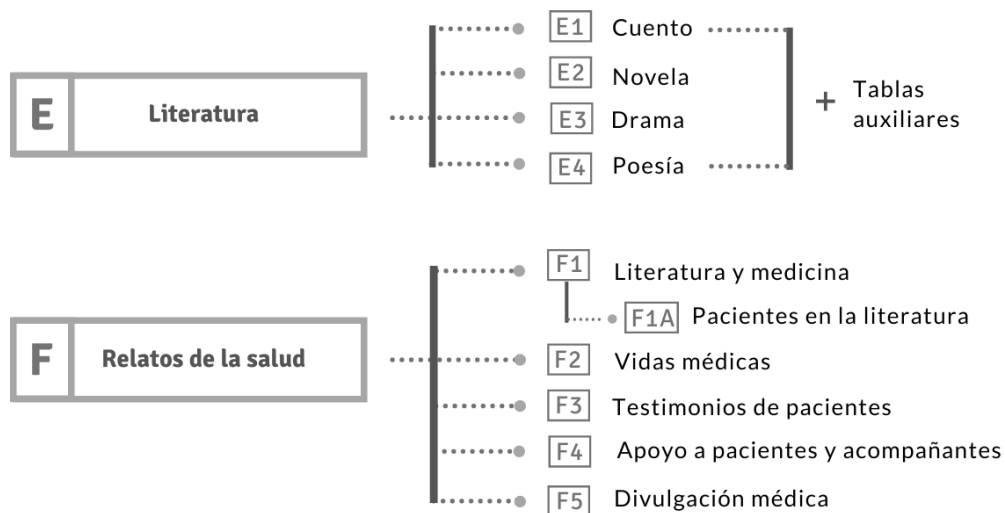 E Literatura
E1 Cuento
E2 Novela
E3 Drama
E4 Poesía
+ Tablas
auxiliares
F Relatos de la salud
F1 Literatura y medicina
F1A Pacientes en la literatura
F2 Vidas médicas
F3 Testimonios de pacientes
F4 Apoyo a pacientes y acompañantes
F5 Divulgación médica